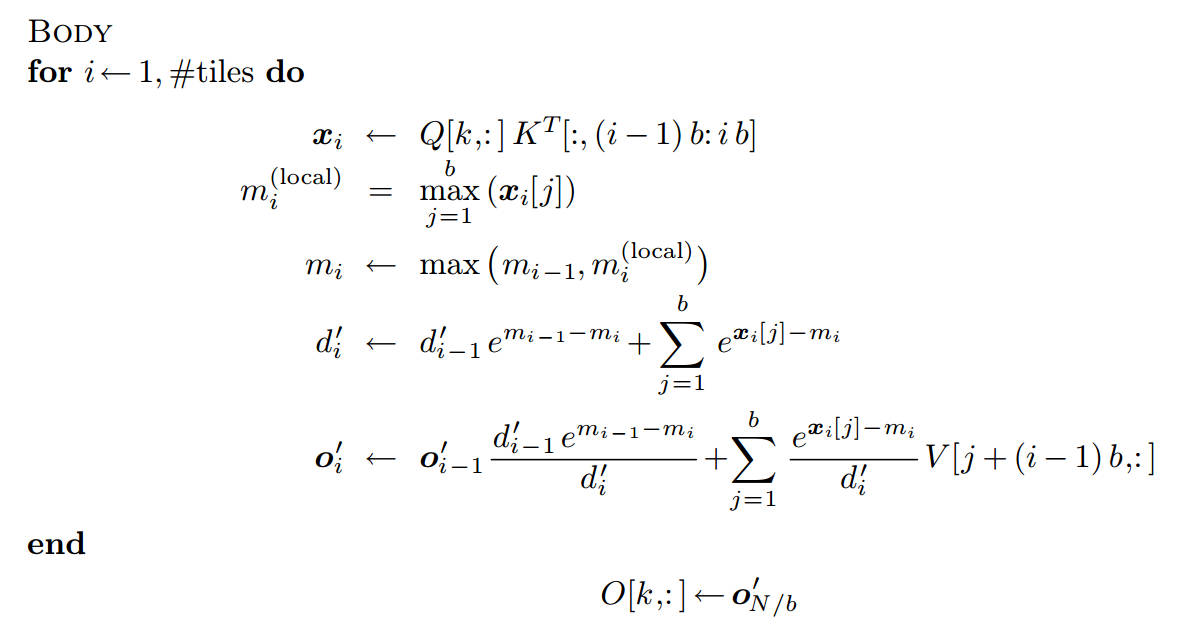 BODY
for i ← 1, #tiles do
x_i ← Q[k,:] K^T[:, (i − 1) b: i b]
m_i^{(local)} = max_{j=1}^{b} (x_i[j])
m_i ← max (m_{i−1}, m_i^{(local)})
d'_i ← d'_{i−1} e^{m_{i−1}−m_i} + ∑_{j=1}^{b} e^{x_i[j]−m_i}
o'_i ← o'_{i−1} \frac{d'_{i−1} e^{m_{i−1}−m_i}}{d'_i} + ∑_{j=1}^{b} \frac{e^{x_i[j]−m_i}}{d'_i} V[j + (i − 1) b,:]
end
O[k,:] ← o'_{N/b}